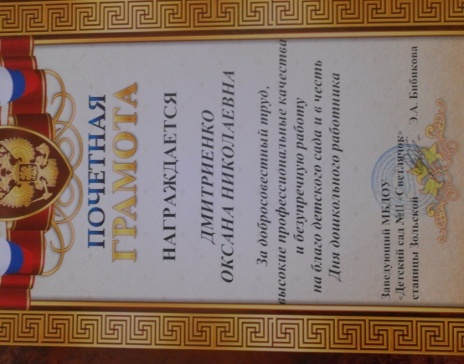 ПОЧЕТНАЯ
ГРАМОТА
НАГРАЖДАЕТСЯ
ДМИТРИЕНКО
ОКСАНА НИКОЛАЕВНА
За добросовестный труд,
высокие профессиональные качества
и безупречную работу
на благо детского сада и в честь
Дня дошкольного работника
Заведующий МБДОУ
«Детский сад №11 «Светлячок»
станицы Зольской Э.А. Бибикова